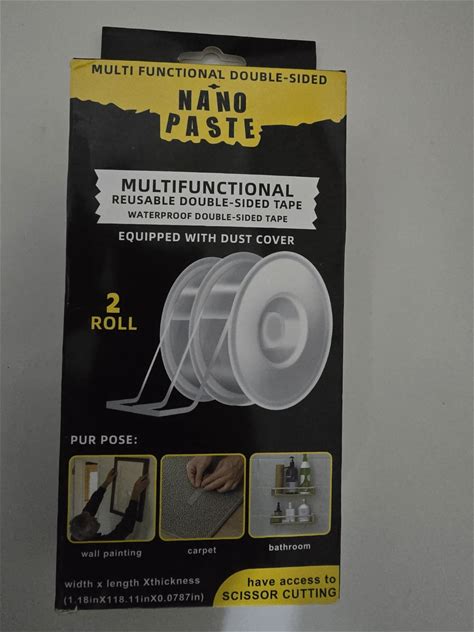 MULTI FUNCTIONAL DOUBLE-SIDED
NANO
PASTE
MULTIFUNCTIONAL
REUSABLE DOUBLE-SIDED TAPE
WATERPROOF DOUBLE-SIDED TAPE
EQUIPPED WITH DUST COVER
2
ROLL
PUR POSE:
wall painting
carpet
bathroom
width x length Xthickness
(1.18inX118.11inX0.0787in)
have access to
SCISSOR CUTTING